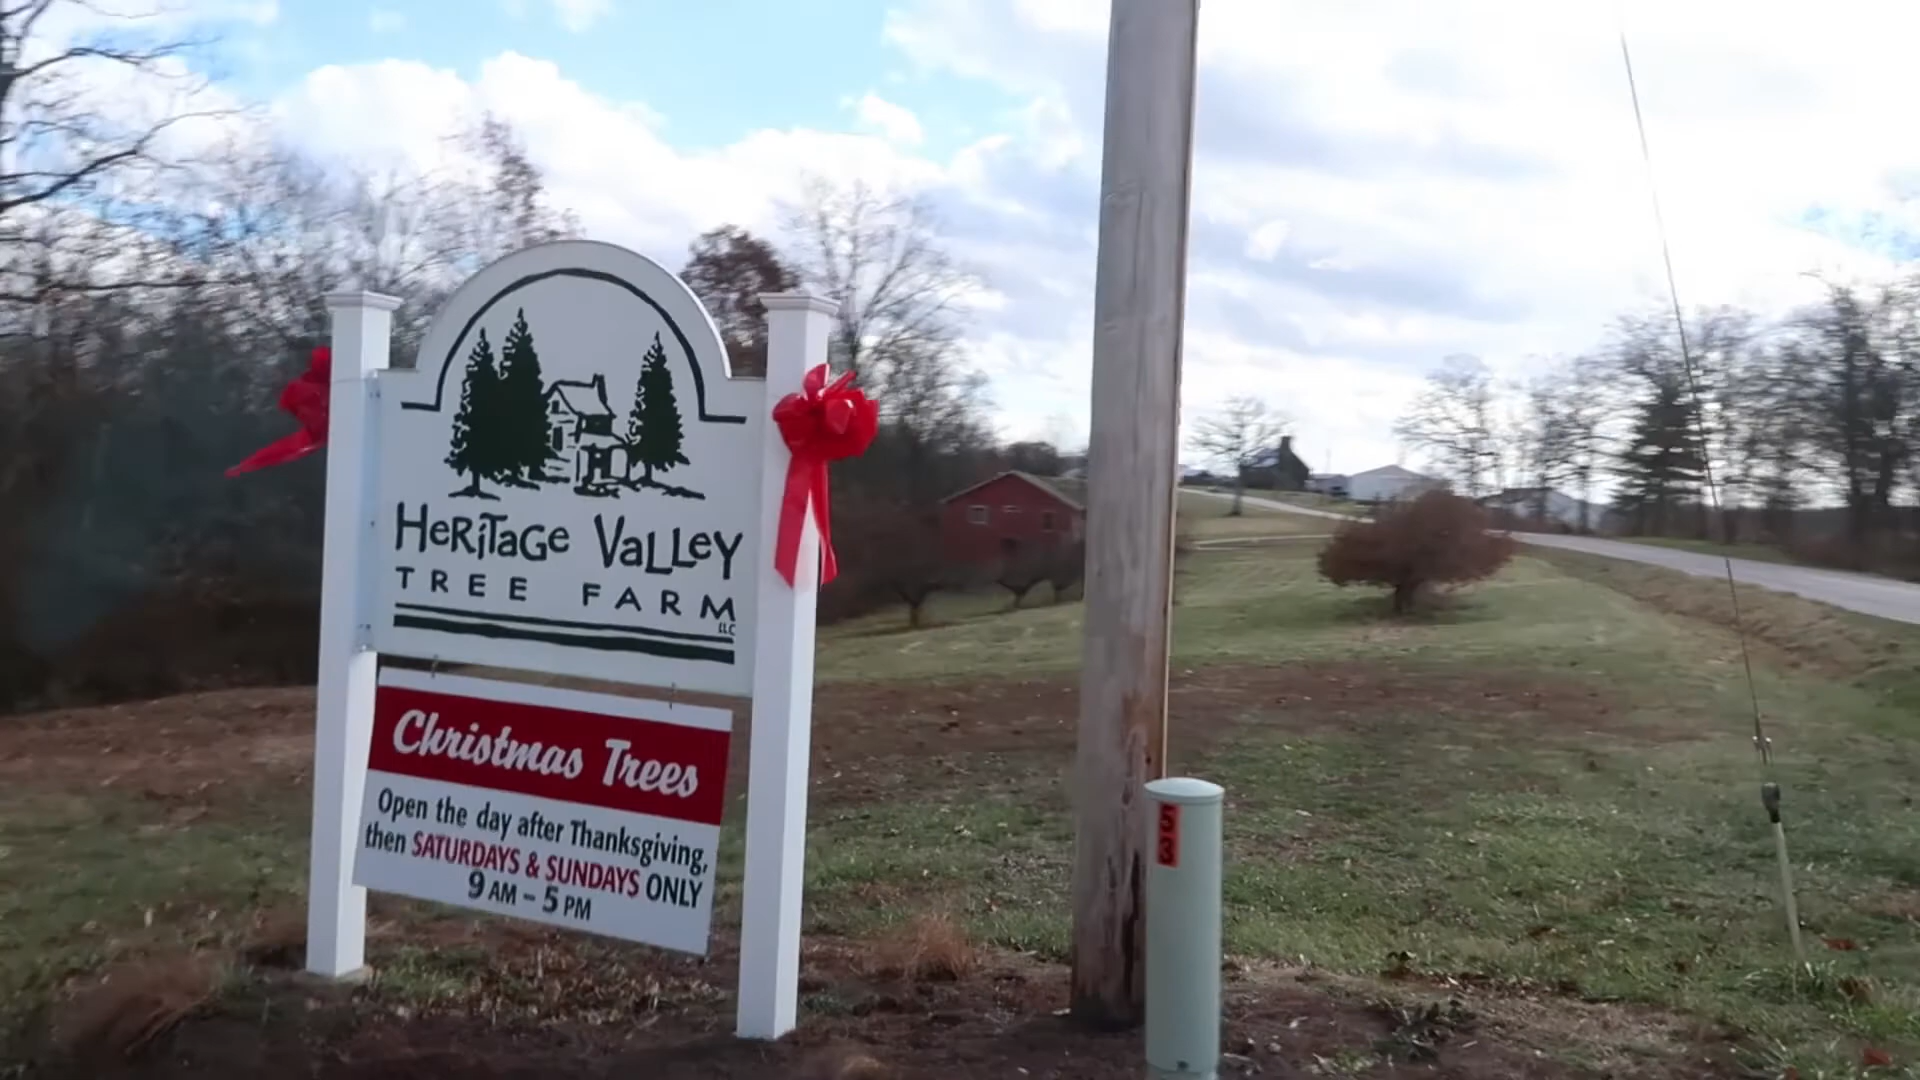 HeRiTaGe VaLLeY
TREE FARM
LLC
Christmas Trees
Open the day after Thanksgiving,
then SATURDAYS & SUNDAYS ONLY
9 AM – 5 PM
53